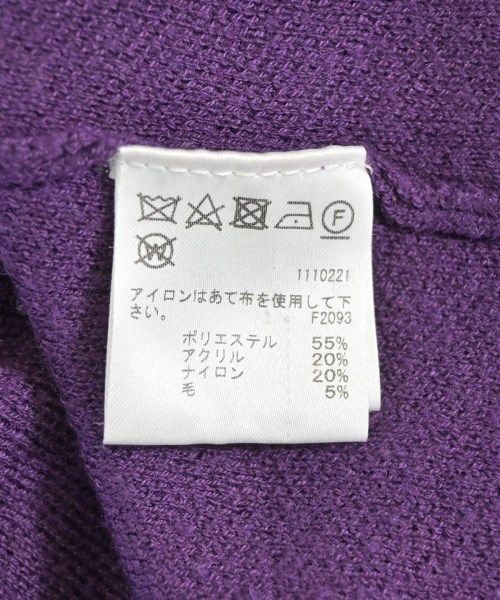 F
W
1110221
アイロンはあて布を使用して下
さい。 F2093
ポリエステル 55%
アクリル 20%
ナイロン 20%
毛 5%